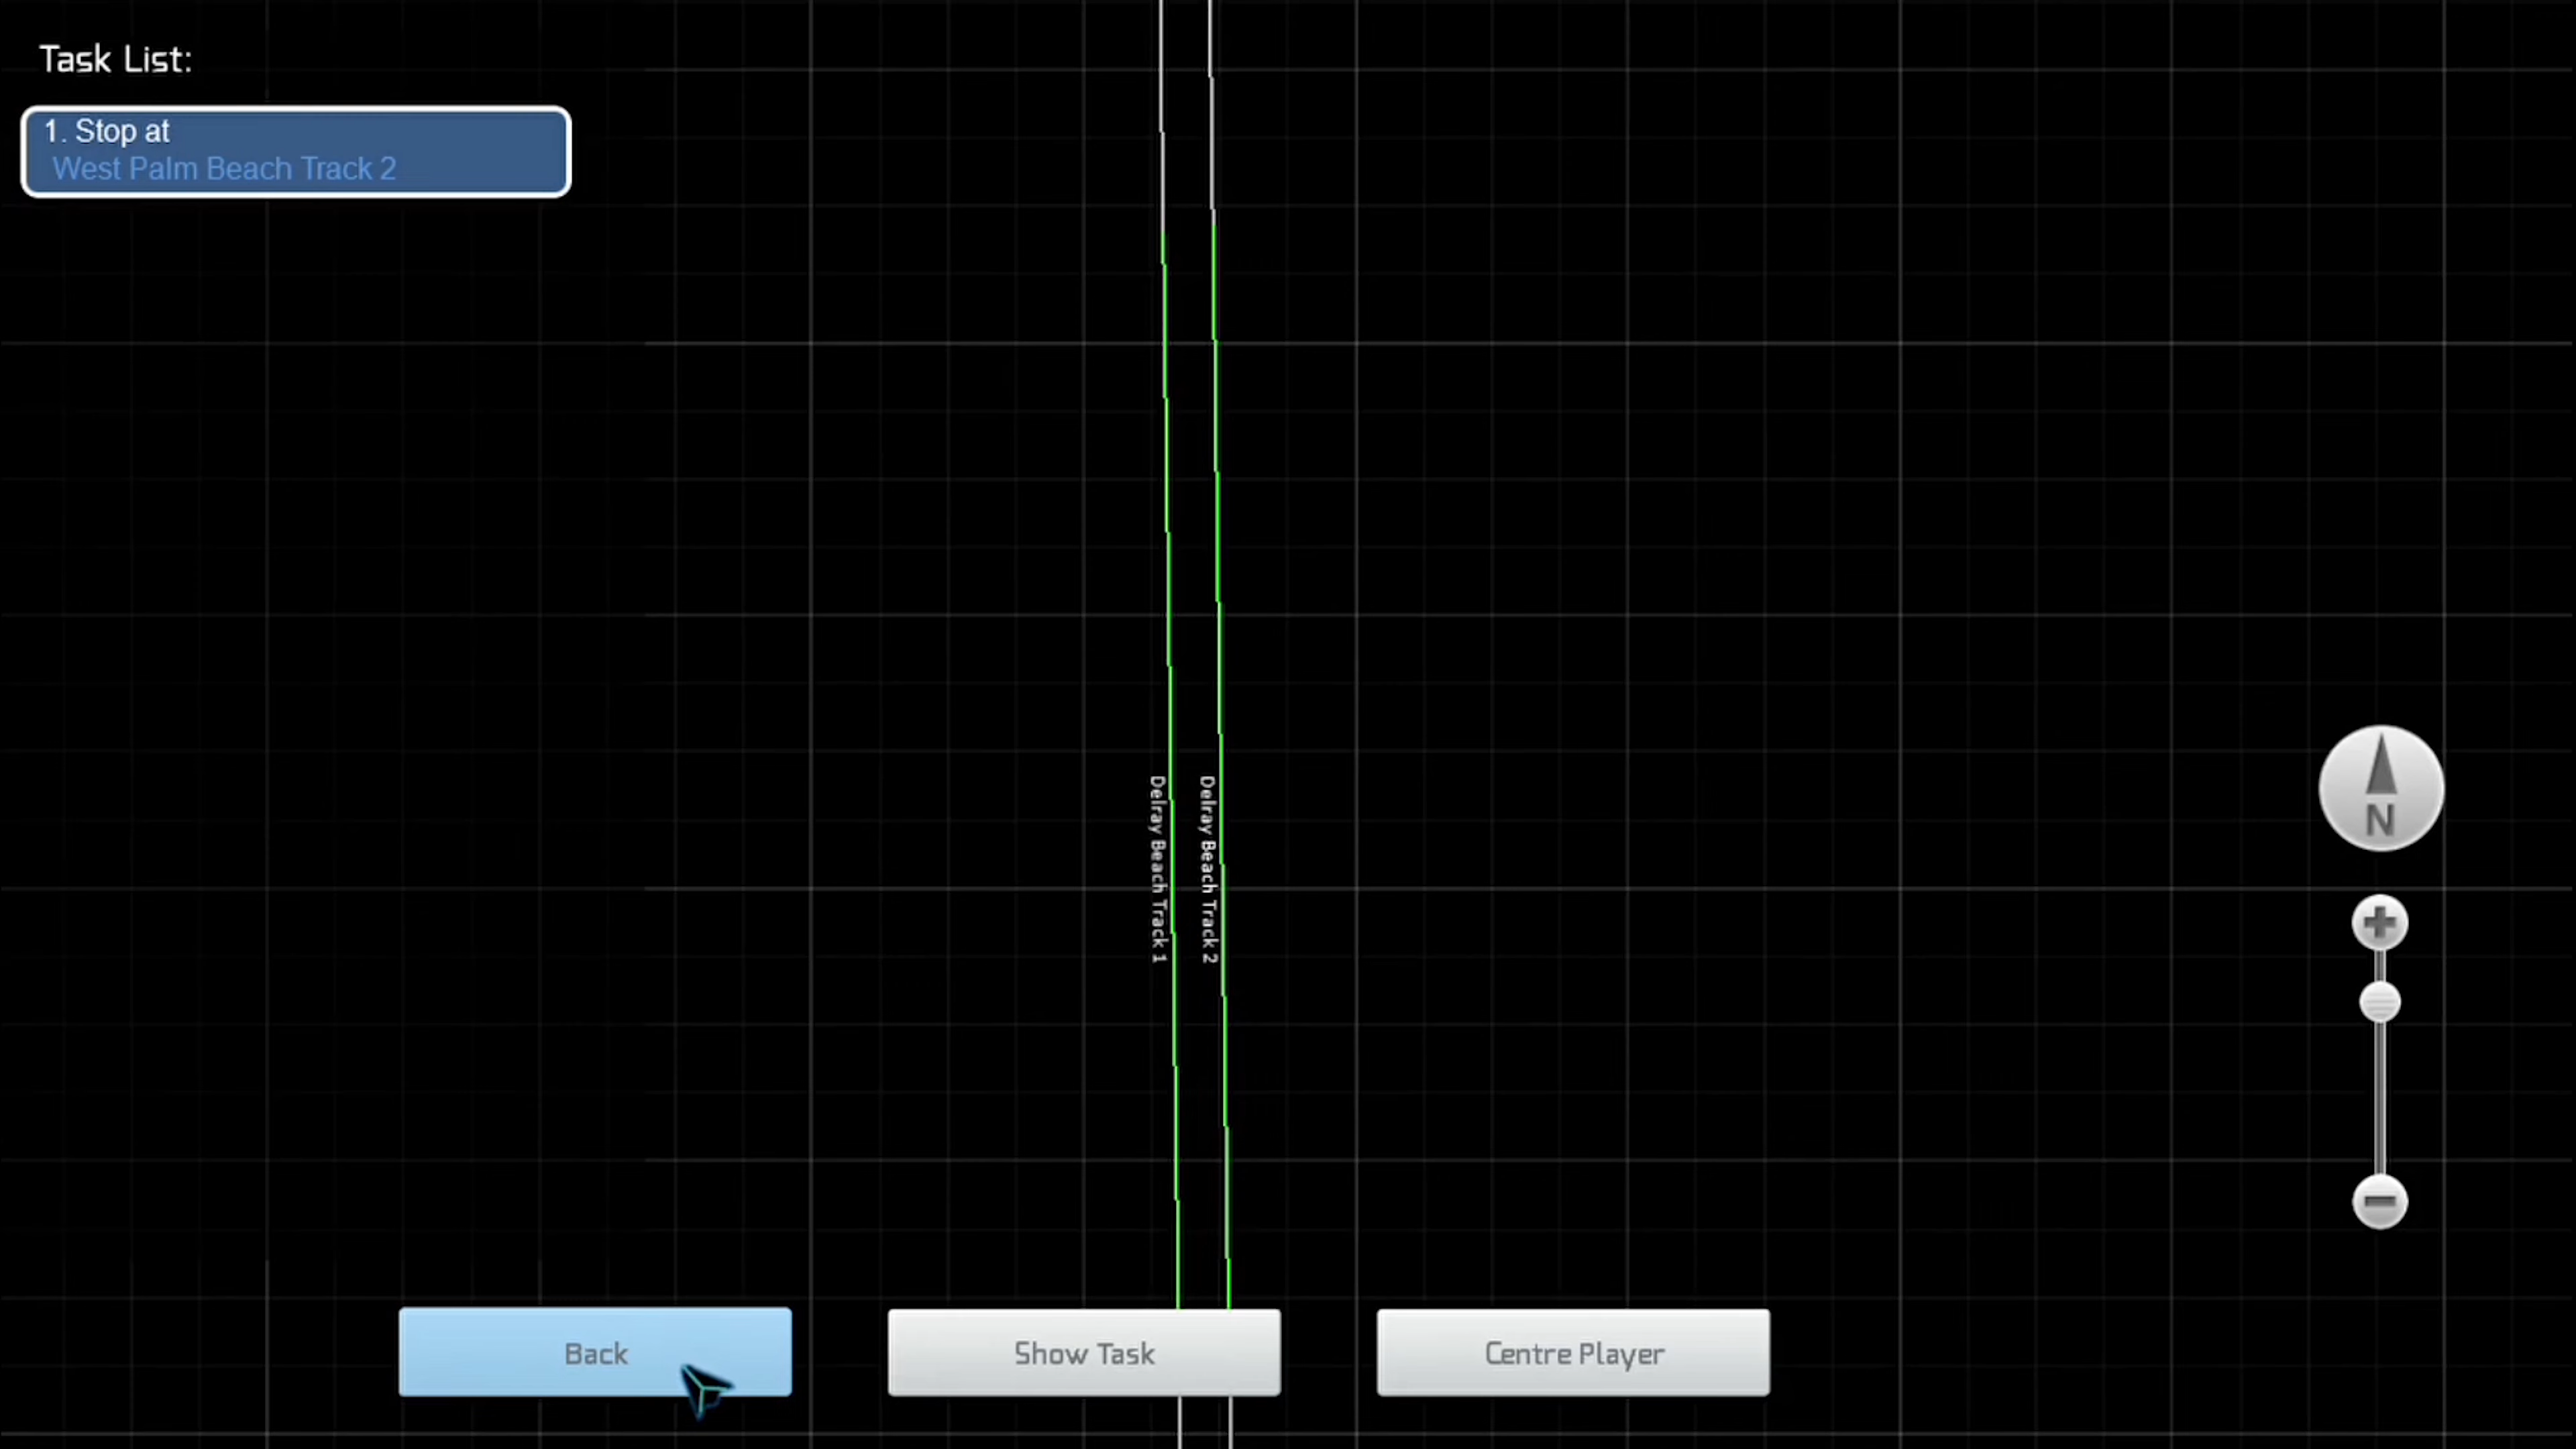 Task List:
1. Stop at
West Palm Beach Track 2
Delray Beach Track 1
Delray Beach Track 2
N
Back
Show Task
Centre Player